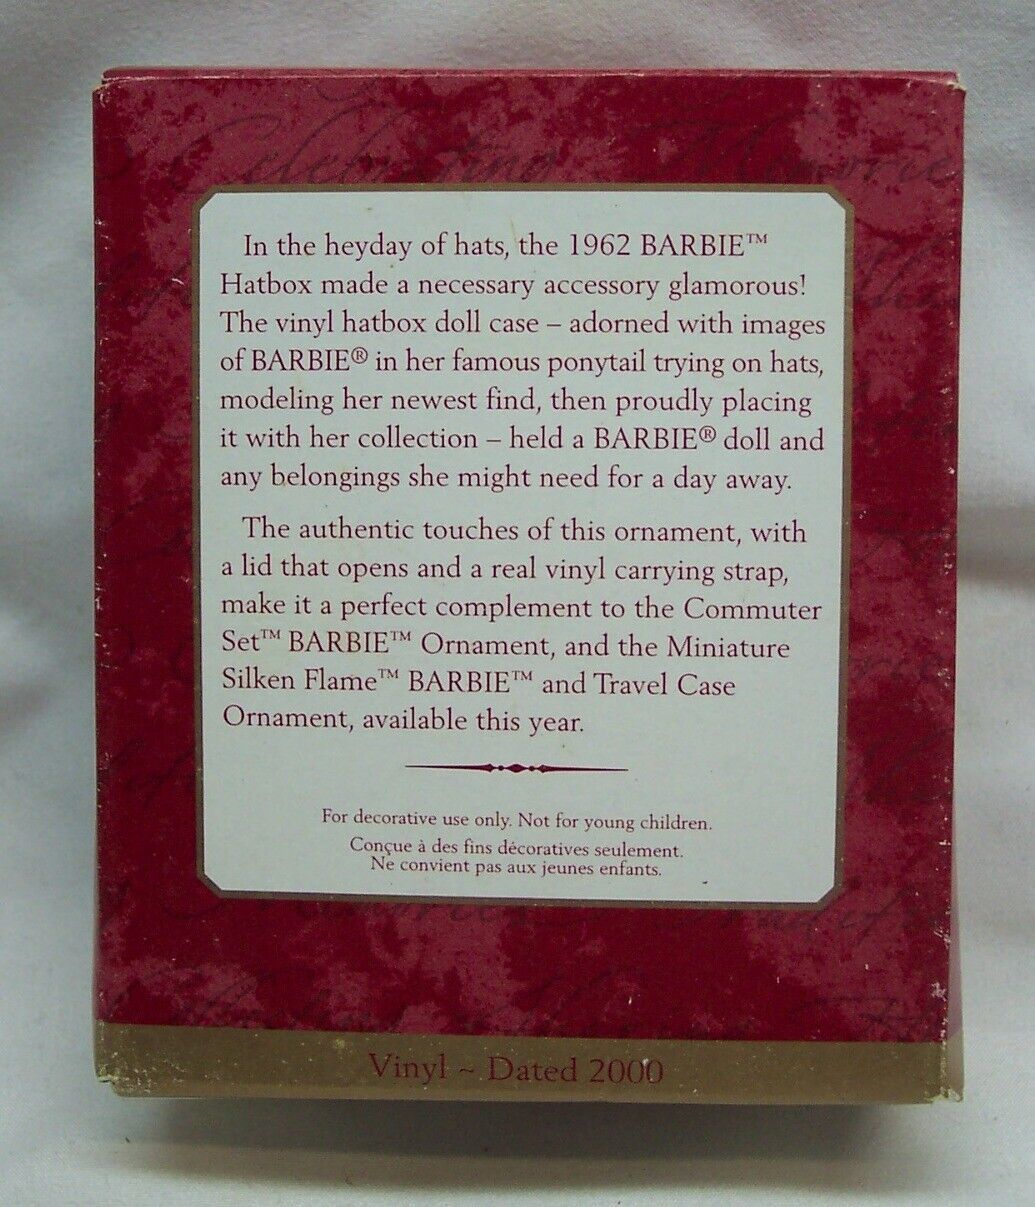 Celebrating Memorie
In the heyday of hats, the 1962 BARBIE™
Hatbox made a necessary accessory glamorous!
The vinyl hatbox doll case – adorned with images
of BARBIE® in her famous ponytail trying on hats,
modeling her newest find, then proudly placing
it with her collection – held a BARBIE® doll and
any belongings she might need for a day away.
The authentic touches of this ornament, with
a lid that opens and a real vinyl carrying strap,
make it a perfect complement to the Commuter
Set™ BARBIE™ Ornament, and the Miniature
Silken Flame™ BARBIE™ and Travel Case
Ornament, available this year.
For decorative use only. Not for young children.
Conçue à des fins décoratives seulement.
Ne convient pas aux jeunes enfants.
Vinyl ~ Dated 2000